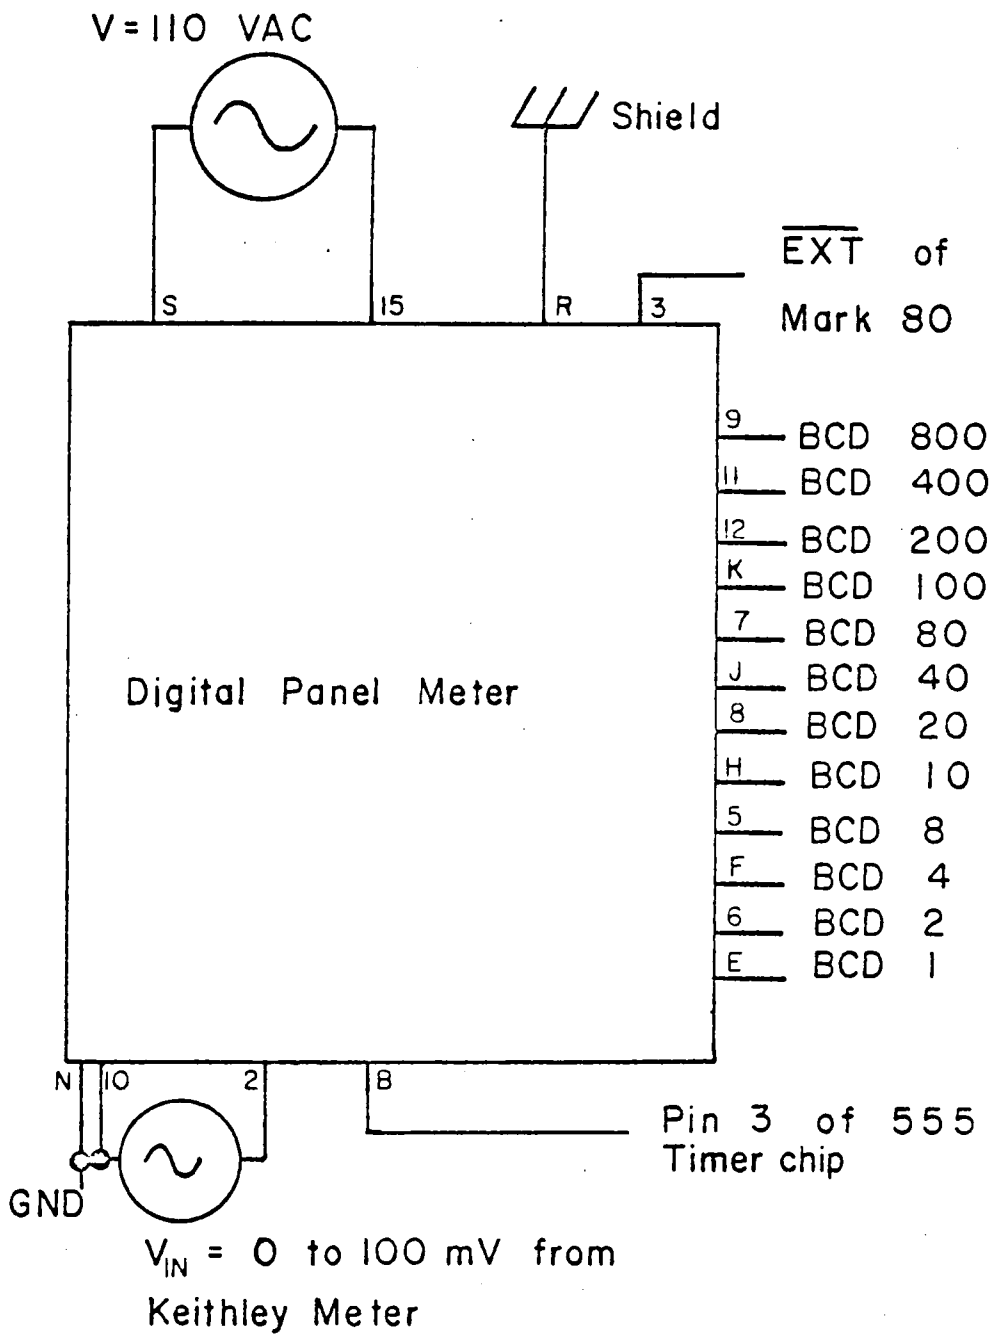 V = 110 VAC
Shield
EXT of
Mark 80
S
15
R
3
9
BCD 800
11
BCD 400
12
BCD 200
K
BCD 100
7
BCD 80
J
BCD 40
8
BCD 20
H
BCD 10
5
BCD 8
F
BCD 4
6
BCD 2
E
BCD 1
Digital Panel Meter
N
10
2
B
Pin 3 of 555
Timer chip
GND
VIN = 0 to 100 mV from
Keithley Meter